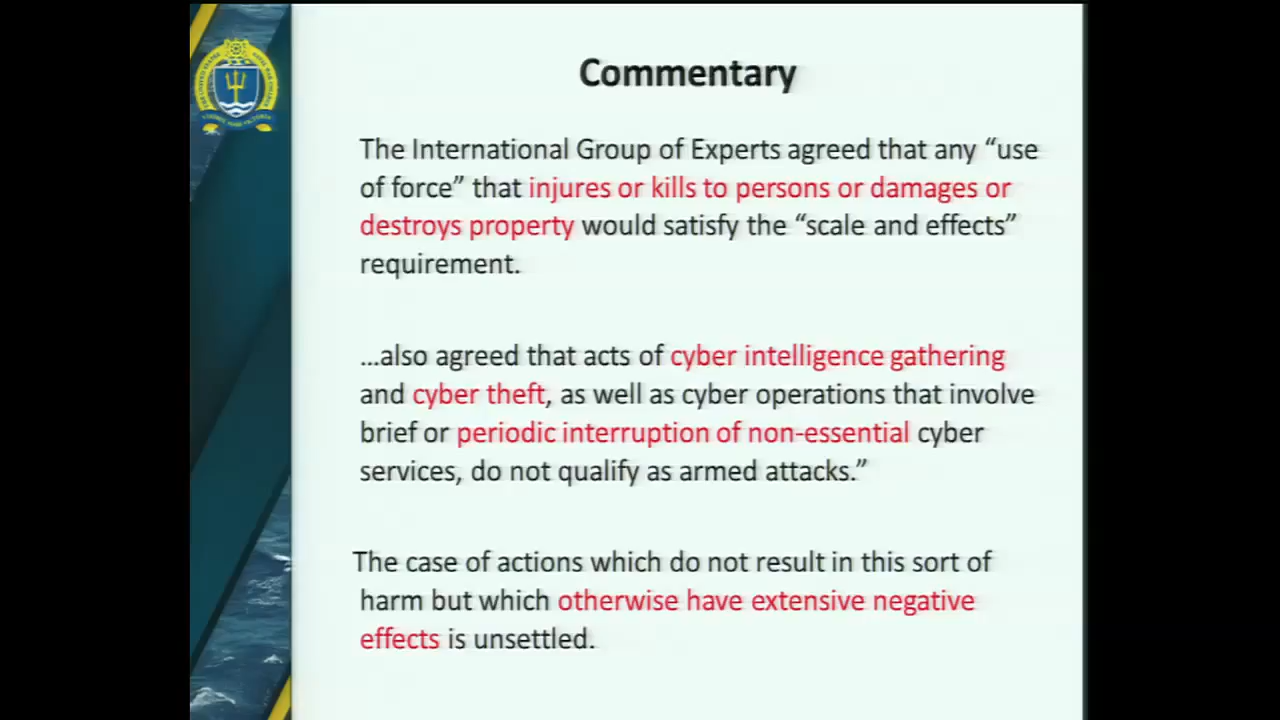 Commentary
The International Group of Experts agreed that any “use
of force” that injures or kills to persons or damages or
destroys property would satisfy the “scale and effects”
requirement.
…also agreed that acts of cyber intelligence gathering
and cyber theft, as well as cyber operations that involve
brief or periodic interruption of non-essential cyber
services, do not qualify as armed attacks.”
The case of actions which do not result in this sort of
harm but which otherwise have extensive negative
effects is unsettled.